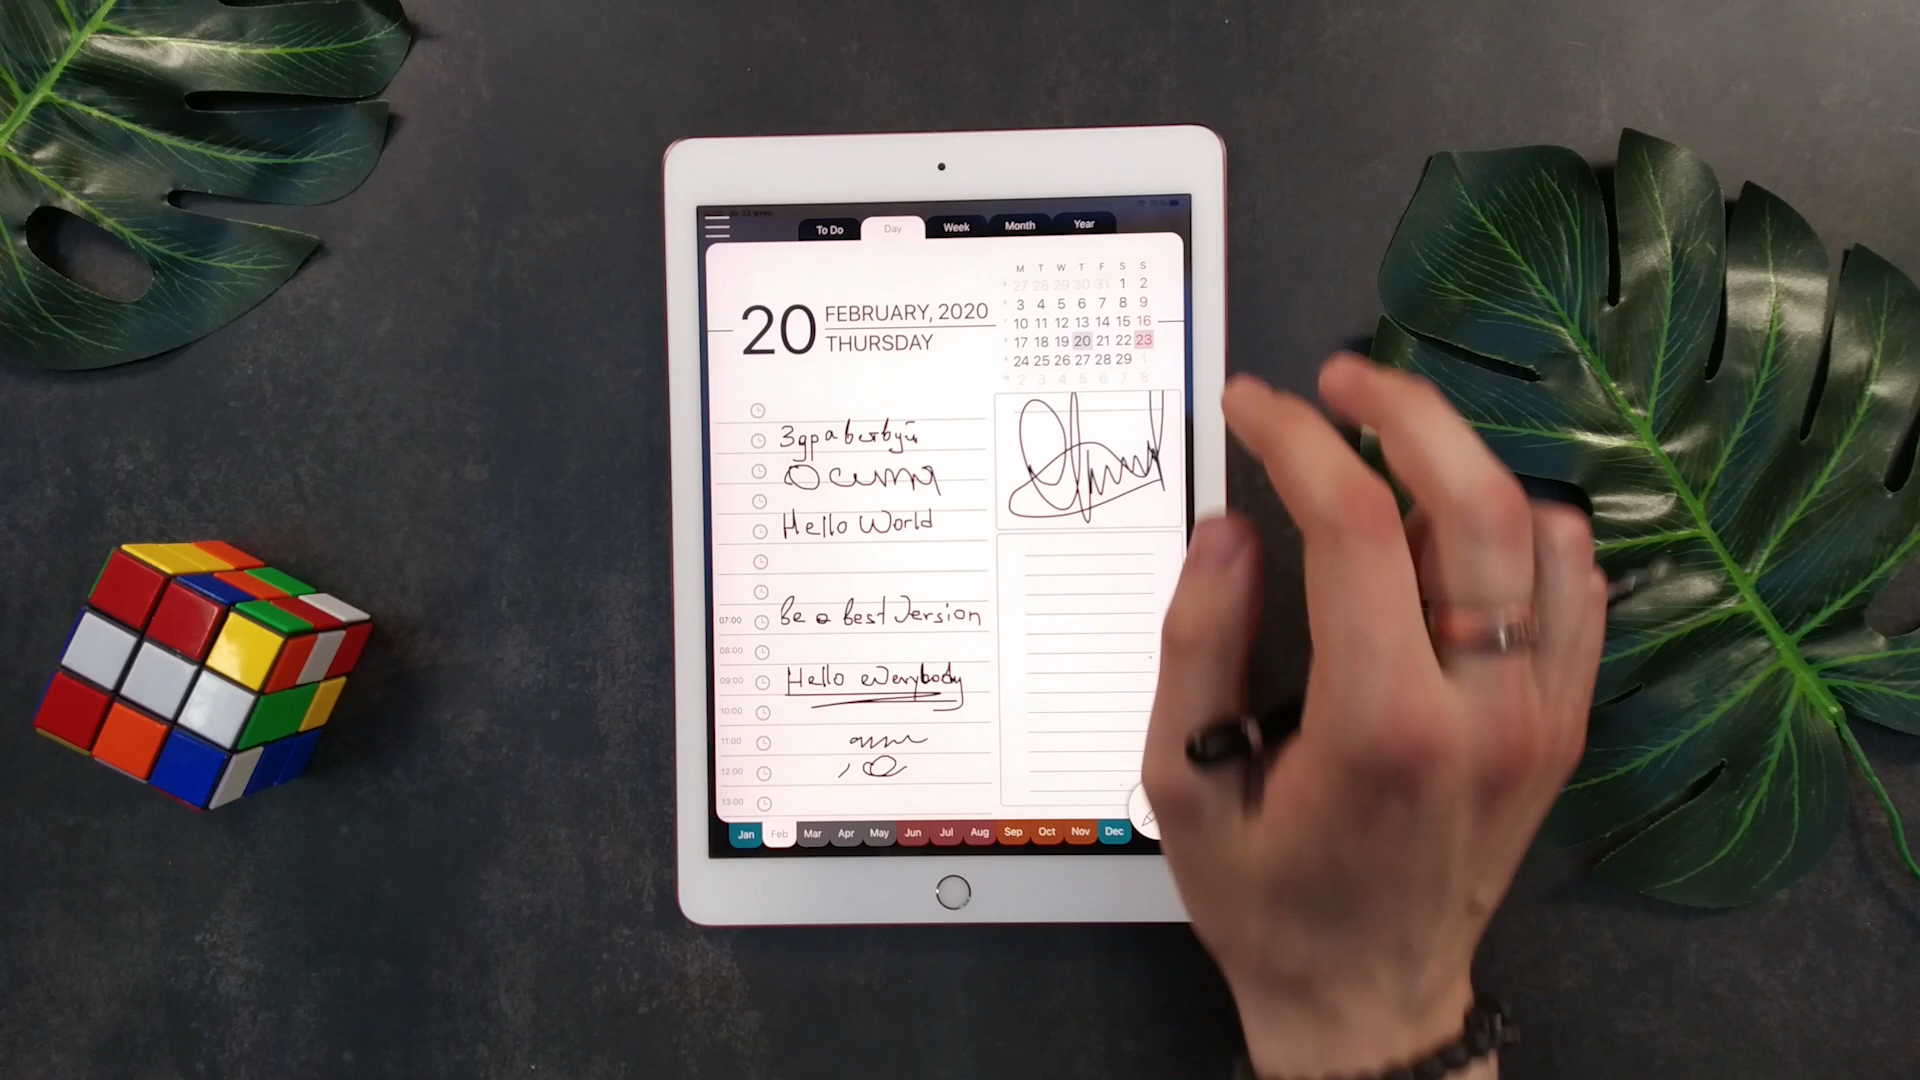 To Do Day Week Month Year
20 FEBRUARY, 2020
THURSDAY
M T W T F S S
27 28 29 30 31 1 2
3 4 5 6 7 8 9
10 11 12 13 14 15 16
17 18 19 20 21 22 23
24 25 26 27 28 29 1
2 3 4 5 6 7 8
Здравствуй
Hello World
07:00 be a best version
08:00
09:00 Hello everybody
10:00
11:00
12:00
13:00
Jan Feb Mar Apr May Jun Jul Aug Sep Oct Nov Dec